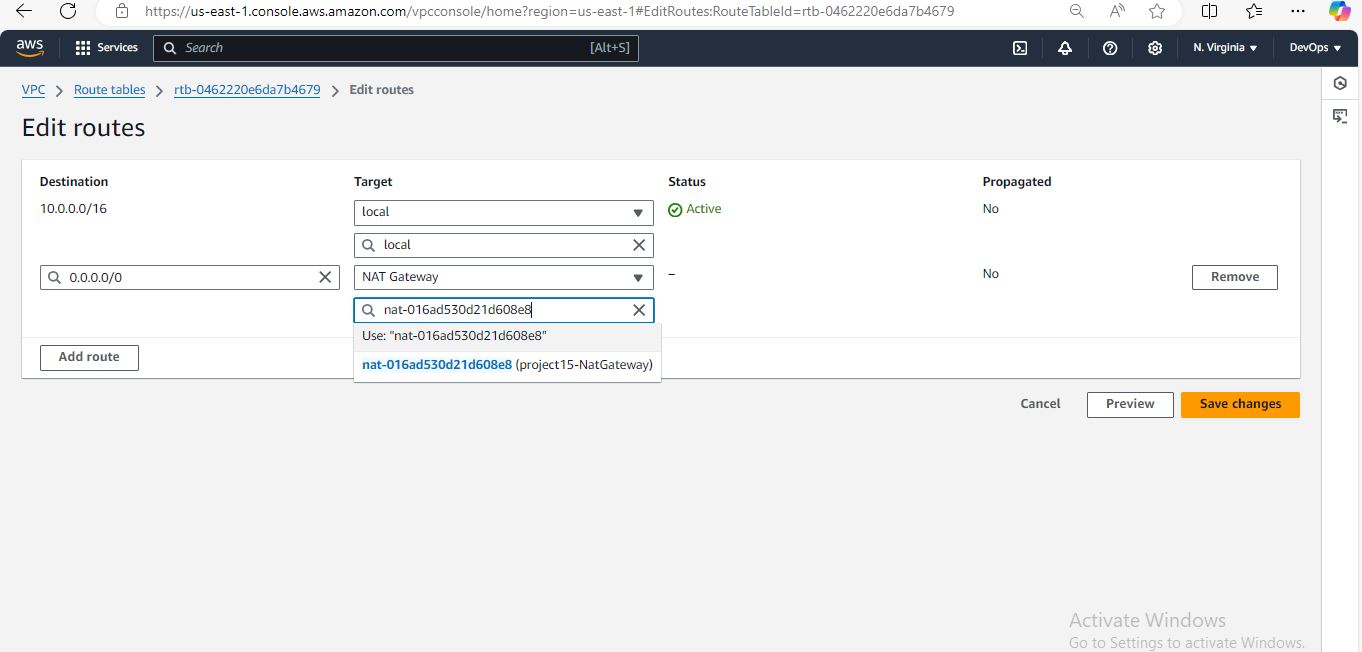 https://us-east-1.console.aws.amazon.com/vpcconsole/home?region=us-east-1#EditRoutes:RouteTableId=rtb-0462220e6da7b4679
aws Services Search [Alt+S] N. Virginia DevOps
VPC > Route tables > rtb-0462220e6da7b4679 > Edit routes
Edit routes
Destination Target Status Propagated
10.0.0.0/16 local Active No
local
0.0.0.0/0 NAT Gateway – No Remove
nat-016ad530d21d608e8
Use: "nat-016ad530d21d608e8"
Add route
nat-016ad530d21d608e8 (project15-NatGateway)
Cancel Preview Save changes
Activate Windows
Go to Settings to activate Windows.